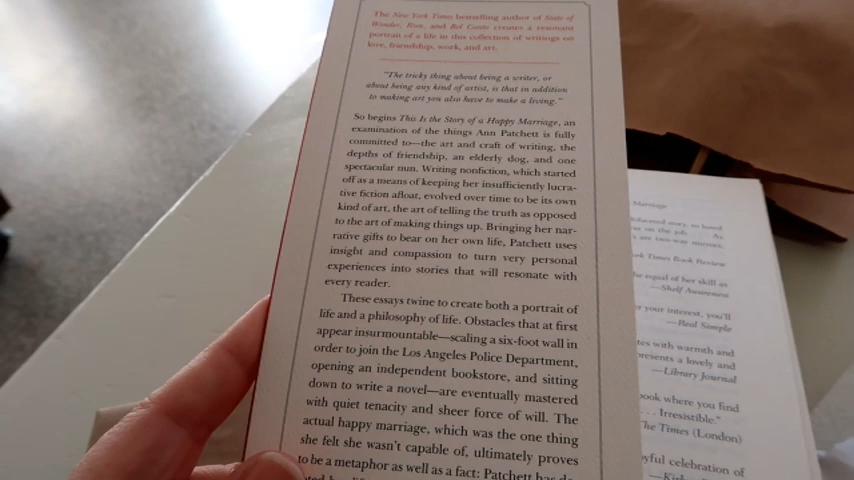 The New York Times bestselling author of State of
Wonder, Run, and Bel Canto creates a resonant
portrait of a life in this collection of writings on
love, friendship, work, and art.
"The tricky thing about being a writer, or
about being any kind of artist, is that in addition
to making art you also have to make a living."
So begins This Is the Story of a Happy Marriage, an
examination of the things Ann Patchett is fully
committed to—the art and craft of writing, the
depths of friendship, an elderly dog, and one
spectacular nun. Writing nonfiction, which started
off as a means of keeping her insufficiently lucra-
tive fiction afloat, evolved over time to be its own
kind of art, the art of telling the truth as opposed
to the art of making things up. Bringing her nar-
rative gifts to bear on her own life, Patchett uses
insight and compassion to turn very personal
experiences into stories that will resonate with
every reader.
These essays twine to create both a portrait of
life and a philosophy of life. Obstacles that at first
appear insurmountable—scaling a six-foot wall in
order to join the Los Angeles Police Department,
opening an independent bookstore, and sitting
down to write a novel—are eventually mastered
with quiet tenacity and sheer force of will. The
actual happy marriage, which was the one thing
she felt she wasn't capable of, ultimately proves
to be a metaphor as well as a fact: Patchett has
Marriage
story, so
on the job. As
are two-way
Times Book Review
the equal of her skill as
—Shelf Awareness
your interest, you'll
—Real Simple
with warmth and
presents a lovely and
—Library Journal
book where you find
. . . Irresistible."
The Times (London)
joyful celebration of